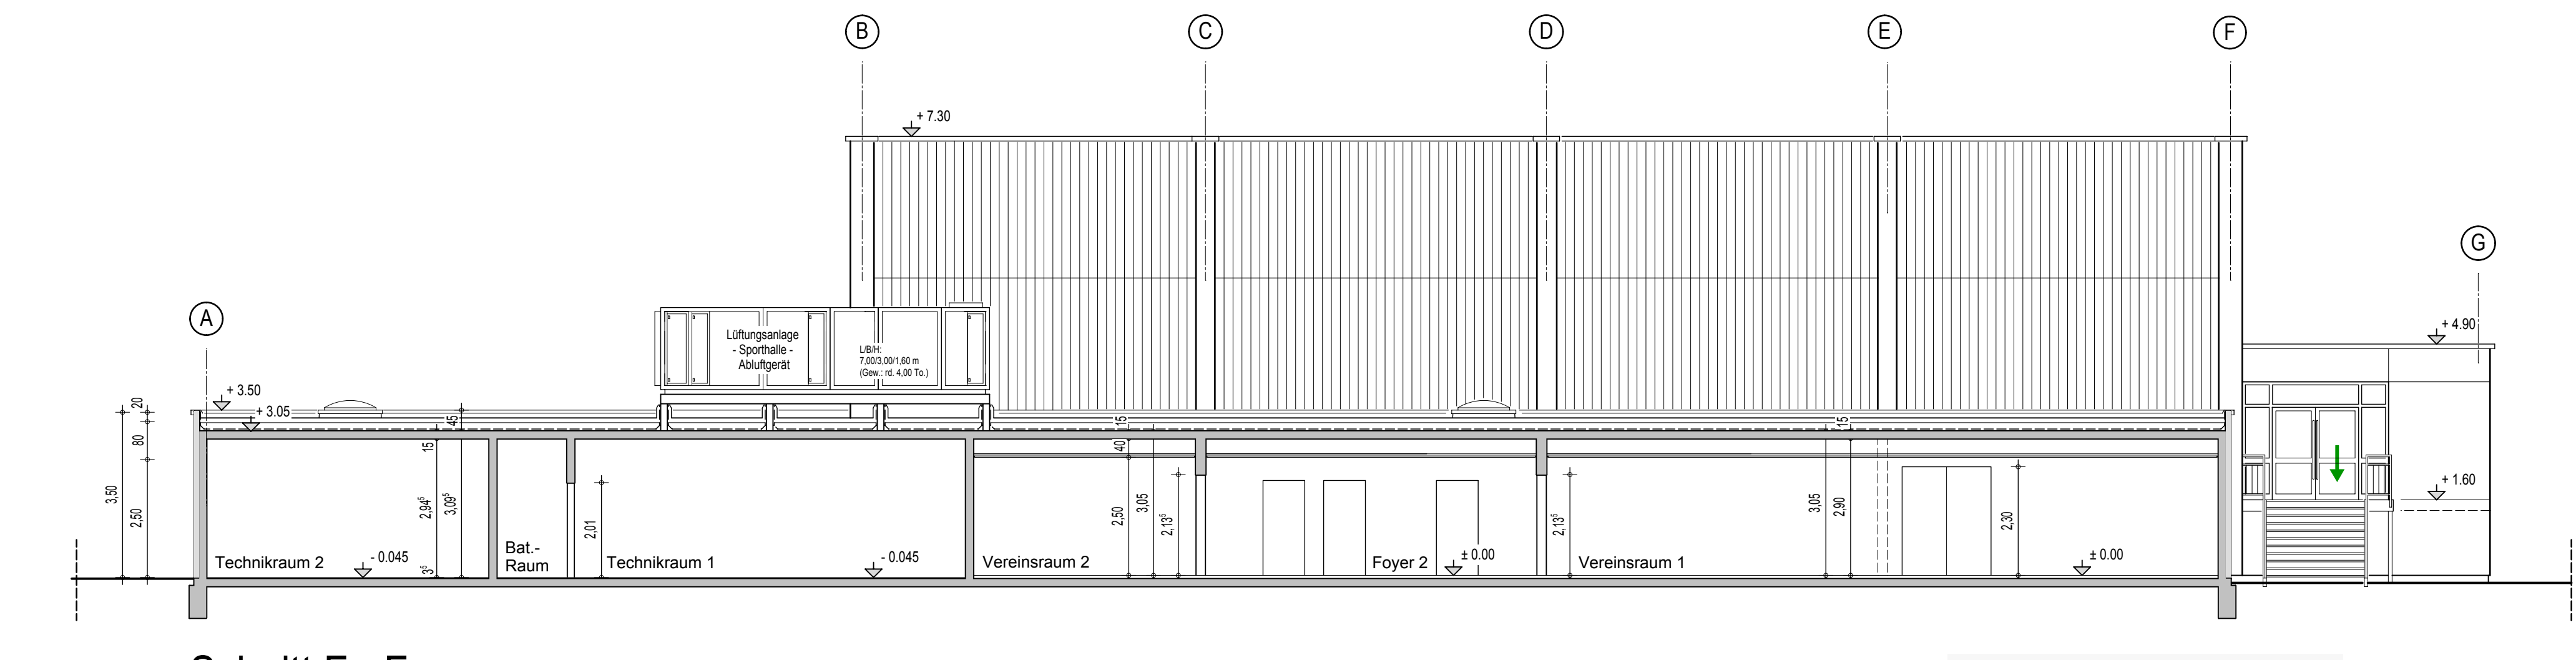 B
C
D
E
F
+ 7.30
G
A
+ 4.90
Lüftungsanlage
- Sporthalle -
Abluftgerät
L/B/H:
7,00/3,00/1,60 m
(Gew.: rd. 4,00 To.)
+ 3.50
+ 3.05
20
80
3,50
2,50
45
15
2,94⁵
3,09⁵
3⁵
2,01
15
40
2,50
3,05
2,13⁵
2,13⁵
15
3,05
2,90
2,30
+ 1.60
Technikraum 2
- 0.045
Bat.-
Raum
Technikraum 1
- 0.045
Vereinsraum 2
Foyer 2
± 0.00
Vereinsraum 1
± 0.00